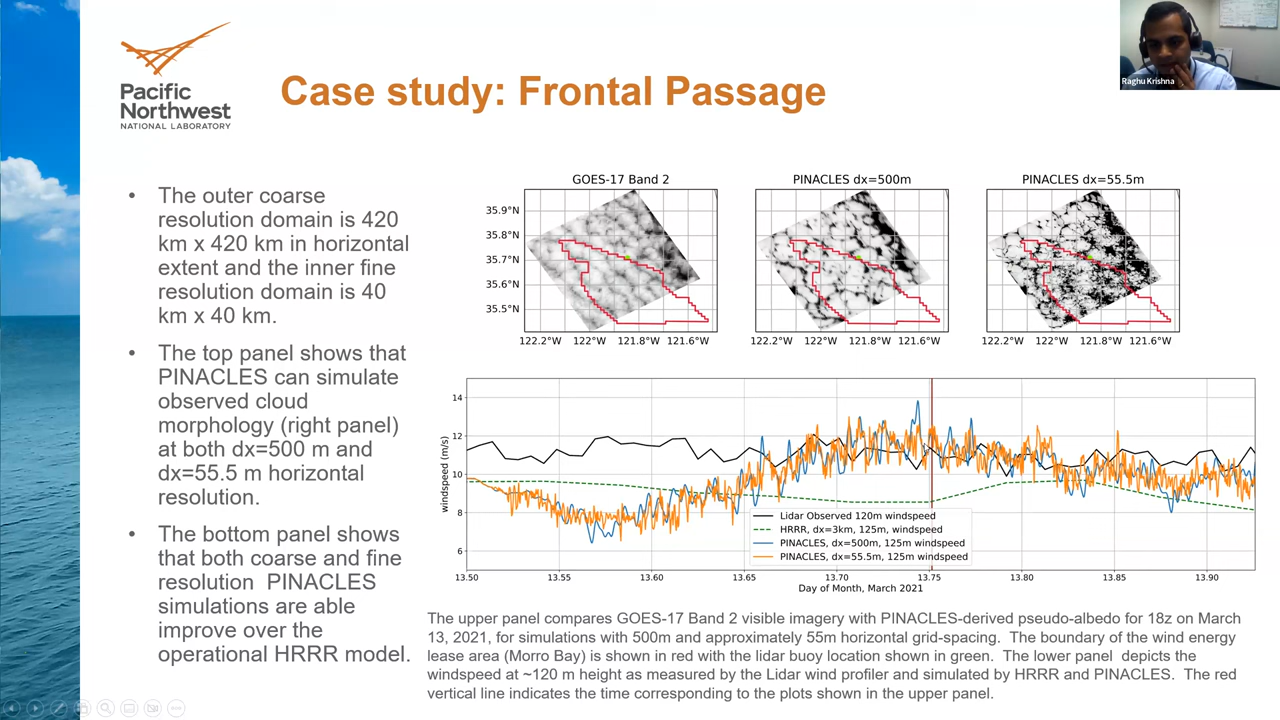 Pacific
Northwest
NATIONAL LABORATORY
Case study: Frontal Passage
Raghu Krishna
• The outer coarse
resolution domain is 420
km x 420 km in horizontal
extent and the inner fine
resolution domain is 40
km x 40 km.
• The top panel shows that
PINACLES can simulate
observed cloud
morphology (right panel)
at both dx=500 m and
dx=55.5 m horizontal
resolution.
• The bottom panel shows
that both coarse and fine
resolution PINACLES
simulations are able
improve over the
operational HRRR model.
GOES-17 Band 2
PINACLES dx=500m
PINACLES dx=55.5m
35.9°N
35.8°N
35.7°N
35.6°N
35.5°N
122.2°W 122°W 121.8°W 121.6°W
122.2°W 122°W 121.8°W 121.6°W
122.2°W 122°W 121.8°W 121.6°W
windspeed (m/s)
14
12
10
8
6
Lidar Observed 120m windspeed
HRRR, dx=3km, 125m, windspeed
PINACLES, dx=500m, 125m windspeed
PINACLES, dx=55.5m, 125m windspeed
13.50 13.55 13.60 13.65 13.70 13.75 13.80 13.85 13.90
Day of Month, March 2021
The upper panel compares GOES-17 Band 2 visible imagery with PINACLES-derived pseudo-albedo for 18z on March
13, 2021, for simulations with 500m and approximately 55m horizontal grid-spacing. The boundary of the wind energy
lease area (Morro Bay) is shown in red with the lidar buoy location shown in green. The lower panel depicts the
windspeed at ~120 m height as measured by the Lidar wind profiler and simulated by HRRR and PINACLES. The red
vertical line indicates the time corresponding to the plots shown in the upper panel.